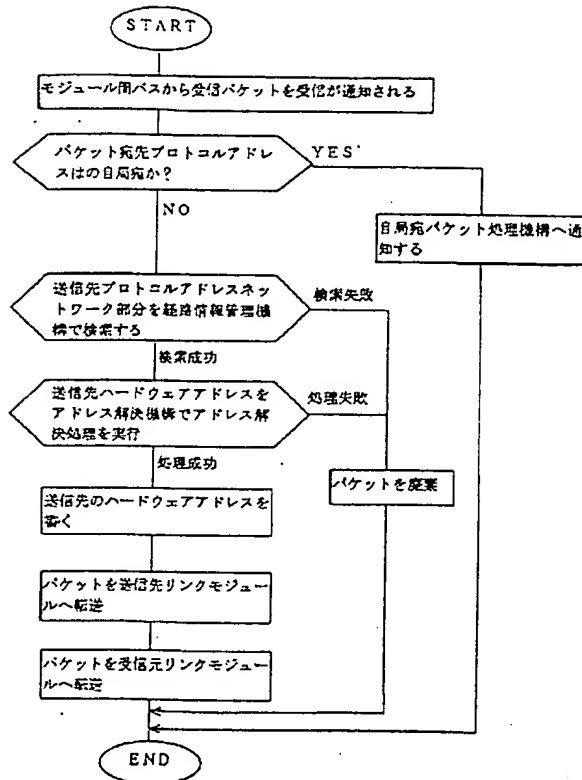 START
モジュール間バスから受信パケットを受信が通知される
パケット宛先プロトコルアドレ
スはの自局宛か?
YES
NO
自局宛パケット処理機構へ通
知する
送信先プロトコルアドレスネッ
トワーク部分を経路情報管理機
構で検索する
検索失敗
検索成功
送信先ハードウェアアドレスを
アドレス解決機構でアドレス解
決処理を実行
処理失敗
処理成功
パケットを廃棄
送信先のハードウェアアドレスを
書く
パケットを送信先リンクモジュー
ルへ転送
パケットを受信元リンクモジュー
ルへ転送
END